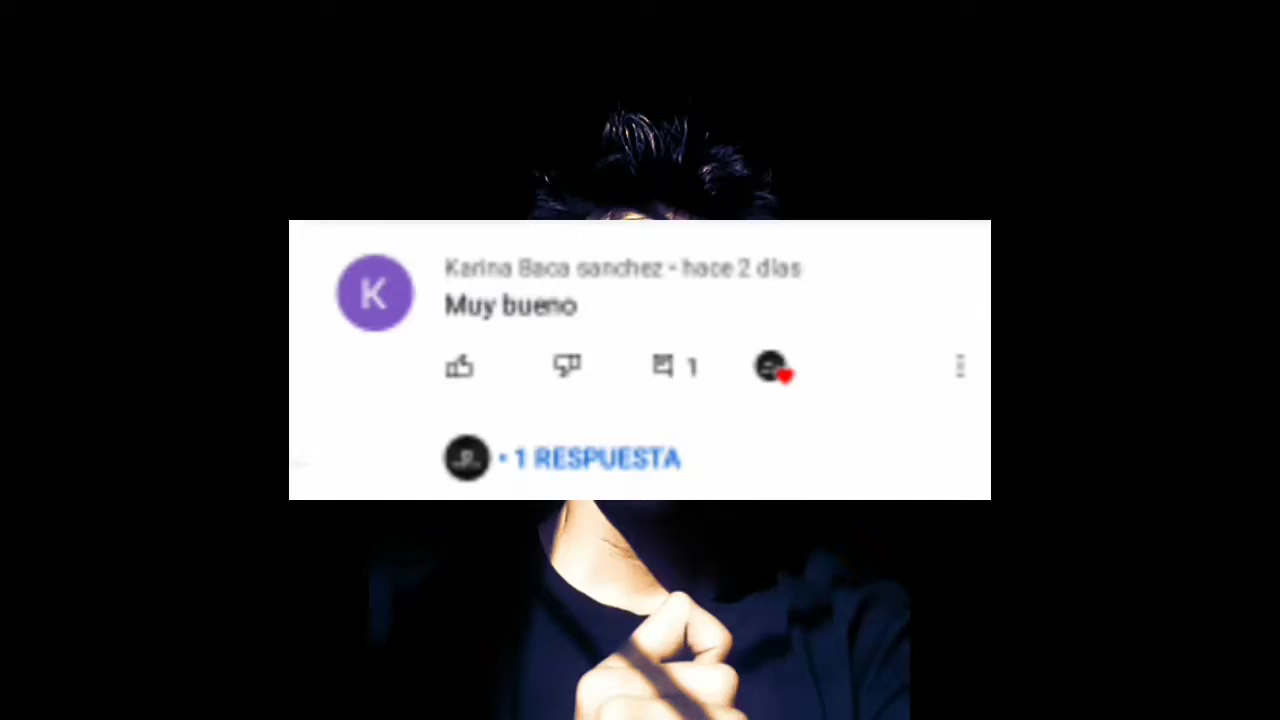 K
Karina Baca sanchez • hace 2 días
Muy bueno
1
• 1 RESPUESTA